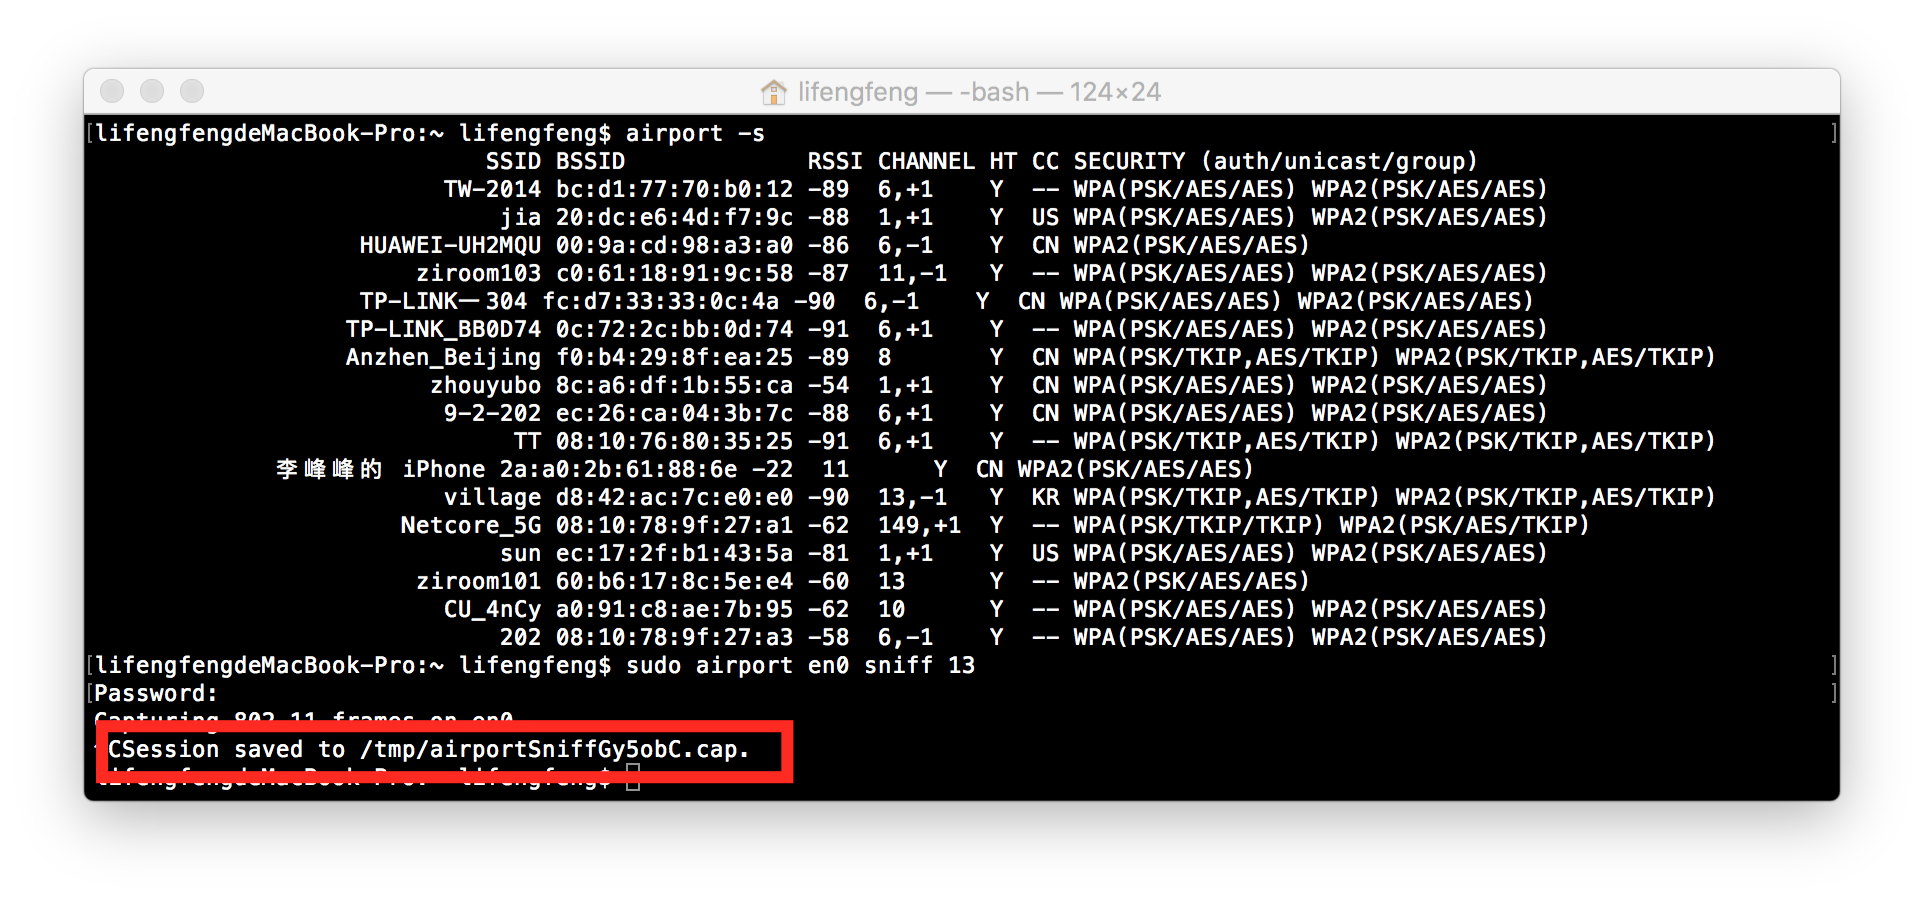 lifengfeng — -bash — 124×24
[lifengfengdeMacBook-Pro:~ lifengfeng$ airport -s ]
SSID BSSID RSSI CHANNEL HT CC SECURITY (auth/unicast/group)
TW-2014 bc:d1:77:70:b0:12 -89 6,+1 Y -- WPA(PSK/AES/AES) WPA2(PSK/AES/AES)
jia 20:dc:e6:4d:f7:9c -88 1,+1 Y US WPA(PSK/AES/AES) WPA2(PSK/AES/AES)
HUAWEI-UH2MQU 00:9a:cd:98:a3:a0 -86 6,-1 Y CN WPA2(PSK/AES/AES)
ziroom103 c0:61:18:91:9c:58 -87 11,-1 Y -- WPA(PSK/AES/AES) WPA2(PSK/AES/AES)
TP-LINK一304 fc:d7:33:33:0c:4a -90 6,-1 Y CN WPA(PSK/AES/AES) WPA2(PSK/AES/AES)
TP-LINK_BB0D74 0c:72:2c:bb:0d:74 -91 6,+1 Y -- WPA(PSK/AES/AES) WPA2(PSK/AES/AES)
Anzhen_Beijing f0:b4:29:8f:ea:25 -89 8 Y CN WPA(PSK/TKIP,AES/TKIP) WPA2(PSK/TKIP,AES/TKIP)
zhouyubo 8c:a6:df:1b:55:ca -54 1,+1 Y CN WPA(PSK/AES/AES) WPA2(PSK/AES/AES)
9-2-202 ec:26:ca:04:3b:7c -88 6,+1 Y CN WPA(PSK/AES/AES) WPA2(PSK/AES/AES)
TT 08:10:76:80:35:25 -91 6,+1 Y -- WPA(PSK/TKIP,AES/TKIP) WPA2(PSK/TKIP,AES/TKIP)
李峰峰的 iPhone 2a:a0:2b:61:88:6e -22 11 Y CN WPA2(PSK/AES/AES)
village d8:42:ac:7c:e0:e0 -90 13,-1 Y KR WPA(PSK/TKIP,AES/TKIP) WPA2(PSK/TKIP,AES/TKIP)
Netcore_5G 08:10:78:9f:27:a1 -62 149,+1 Y -- WPA(PSK/TKIP/TKIP) WPA2(PSK/AES/TKIP)
sun ec:17:2f:b1:43:5a -81 1,+1 Y US WPA(PSK/AES/AES) WPA2(PSK/AES/AES)
ziroom101 60:b6:17:8c:5e:e4 -60 13 Y -- WPA2(PSK/AES/AES)
CU_4nCy a0:91:c8:ae:7b:95 -62 10 Y -- WPA(PSK/AES/AES) WPA2(PSK/AES/AES)
202 08:10:78:9f:27:a3 -58 6,-1 Y -- WPA(PSK/AES/AES) WPA2(PSK/AES/AES)
[lifengfengdeMacBook-Pro:~ lifengfeng$ sudo airport en0 sniff 13 ]
[Password: ]
Capturing 802.11 frames on en0
CSession saved to /tmp/airportSniffGy5obC.cap.
lifengfengdeMacBook-Pro:~ lifengfeng$